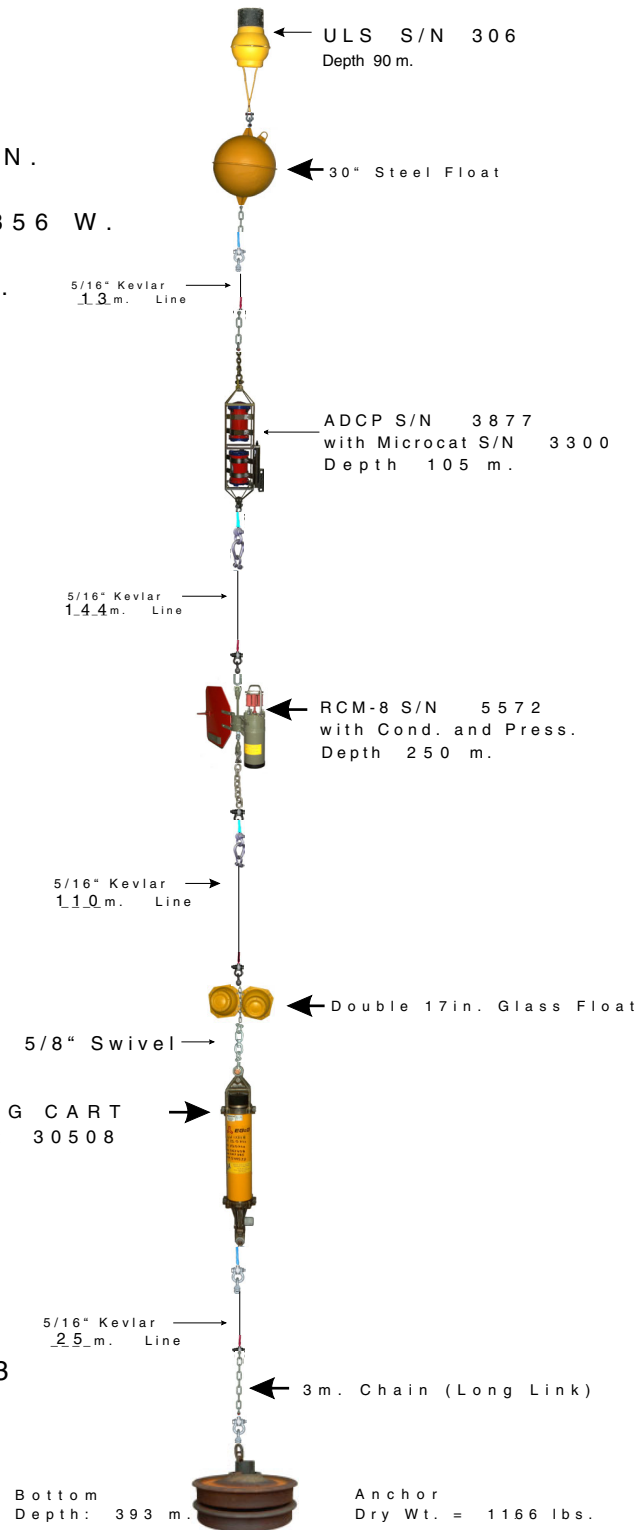 ULS S/N 306
Depth 90 m.
N.
30" Steel Float
356 W.
.
5/16" Kevlar
13 m. Line
ADCP S/N 3877
with Microcat S/N 3300
Depth 105 m.
5/16" Kevlar
144 m. Line
RCM-8 S/N 5572
with Cond. and Press.
Depth 250 m.
5/16" Kevlar
110 m. Line
Double 17in. Glass Float
5/8" Swivel
G CART
30508
5/16" Kevlar
25 m. Line
3
3m. Chain (Long Link)
Bottom
Depth: 393 m.
Anchor
Dry Wt. = 1166 lbs.